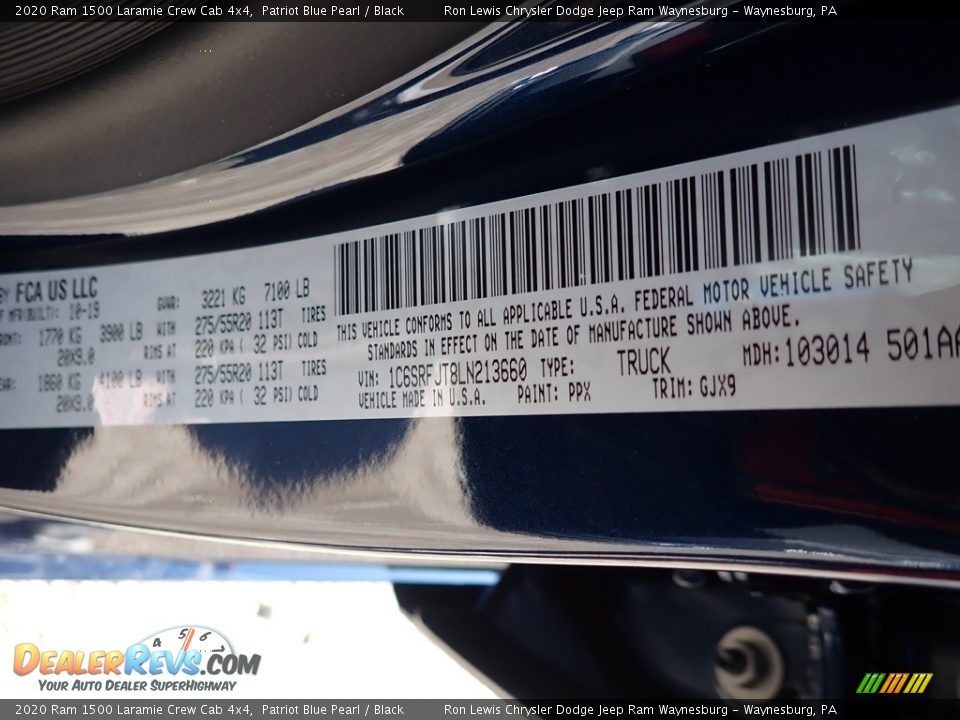 2020 Ram 1500 Laramie Crew Cab 4x4, Patriot Blue Pearl / Black Ron Lewis Chrysler Dodge Jeep Ram Waynesburg - Waynesburg, PA
FCA US LLC
OF MFR(BUILT): 10-19
GVWR: 3221 KG 7100 LB
1770 KG 3900 LB WITH 275/55R20 113T TIRES
20X9.0 RIMS AT 220 KPA ( 32 PSI) COLD
1860 KG 4100 LB WITH 275/55R20 113T TIRES
20X9.0 RIMS AT 220 KPA ( 32 PSI) COLD
THIS VEHICLE CONFORMS TO ALL APPLICABLE U.S.A. FEDERAL MOTOR VEHICLE SAFETY
STANDARDS IN EFFECT ON THE DATE OF MANUFACTURE SHOWN ABOVE.
VIN: 1C6SRFJT8LN213660 TYPE: TRUCK MDH: 103014 501AA
VEHICLE MADE IN U.S.A. PAINT: PPX TRIM: GJX9
4 5 6
DealerRevs.com
Your Auto Dealer SuperHighway
2020 Ram 1500 Laramie Crew Cab 4x4, Patriot Blue Pearl / Black Ron Lewis Chrysler Dodge Jeep Ram Waynesburg - Waynesburg, PA